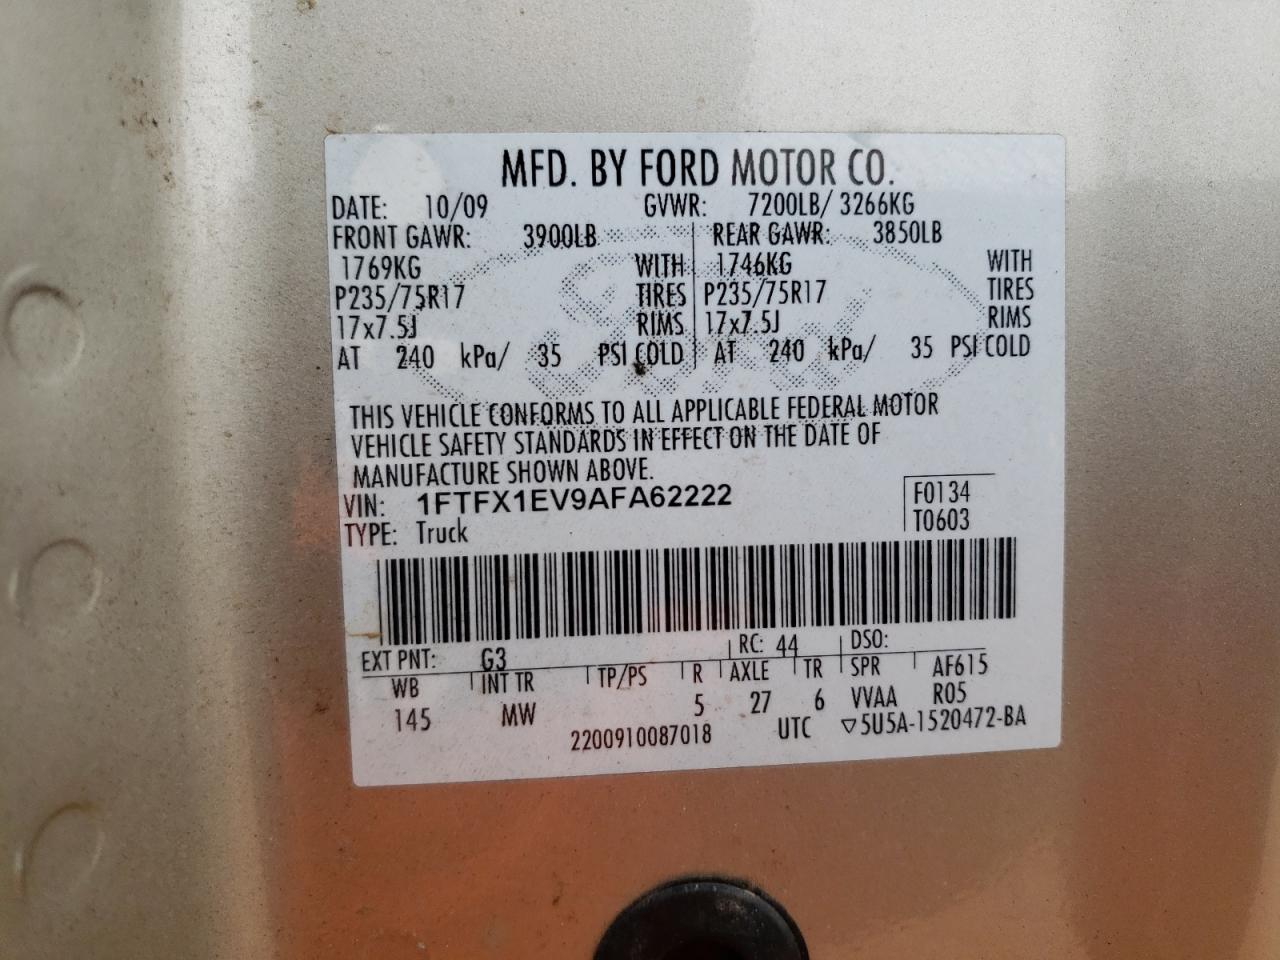 MFD. BY FORD MOTOR CO.
DATE: 10/09 GVWR: 7200LB/ 3266KG
FRONT GAWR: 3900LB REAR GAWR: 3850LB
1769KG WITH 1746KG WITH
P235/75R17 TIRES P235/75R17 TIRES
17x7.5J RIMS 17x7.5J RIMS
AT 240 kPa/ 35 PSI COLD AT 240 kPa/ 35 PSI COLD
THIS VEHICLE CONFORMS TO ALL APPLICABLE FEDERAL MOTOR
VEHICLE SAFETY STANDARDS IN EFFECT ON THE DATE OF
MANUFACTURE SHOWN ABOVE.
VIN: 1FTFX1EV9AFA62222 F0134
TYPE: Truck T0603
EXT PNT: G3 RC: 44 DSO:
WB INT TR TP/PS R AXLE TR SPR AF615
145 MW 5 27 6 VVAA R05
2200910087018 UTC ▽5U5A-1520472-BA
Ford